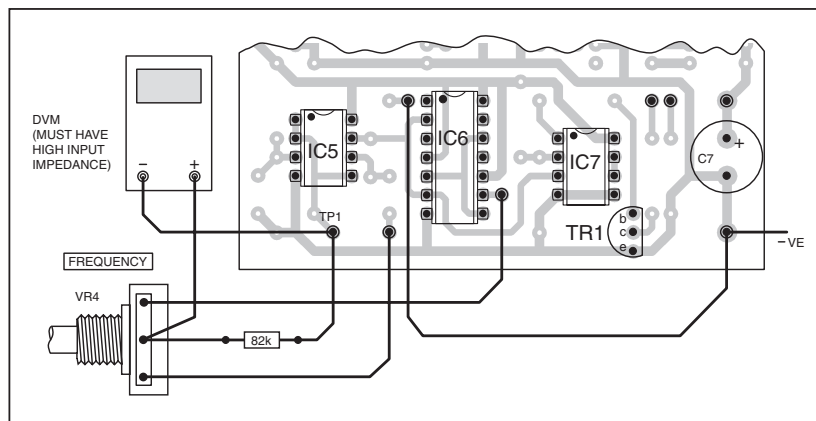 DVM
(MUST HAVE
HIGH INPUT
IMPEDANCE)
–
+
IC5
IC6
IC7
C7
+
TP1
TR1
b
c
e
–VE
FREQUENCY
VR4
82k